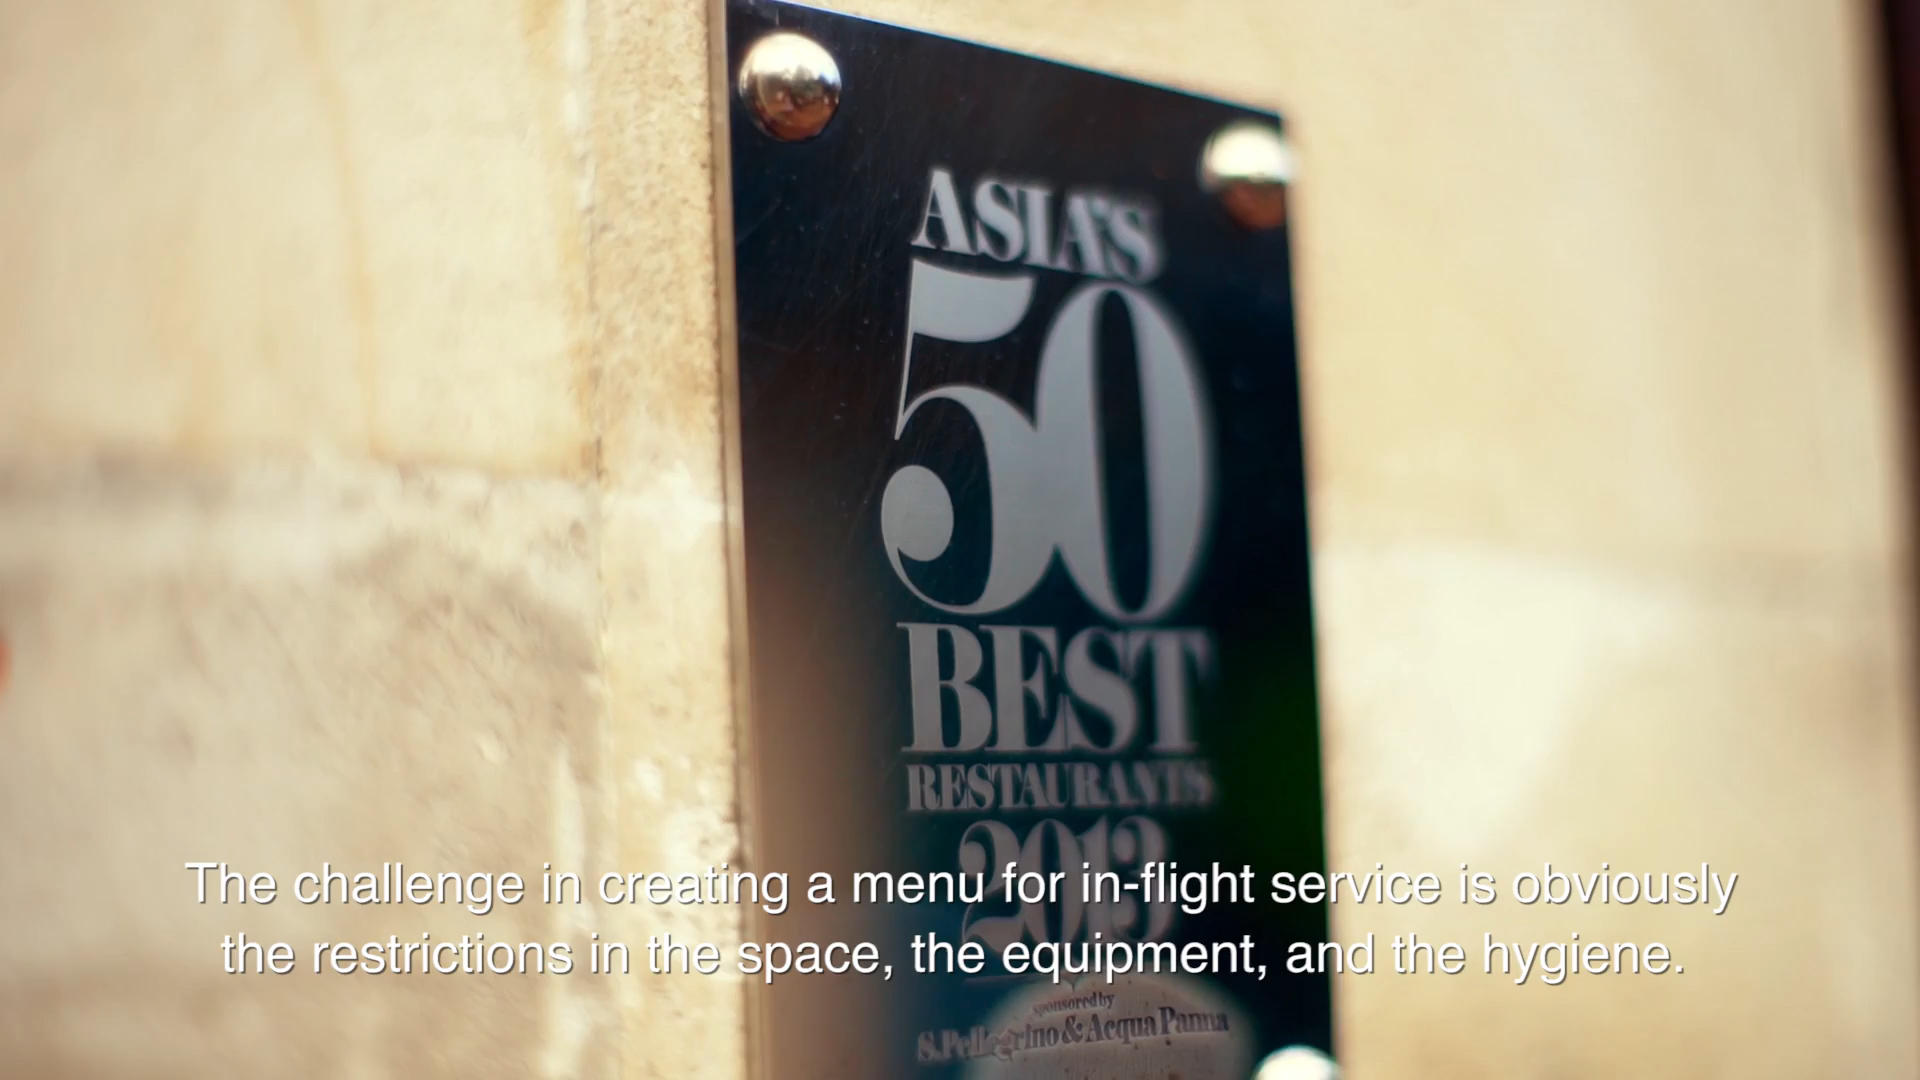 ASIA'S
50
BEST
RESTAURANTS
2013
The challenge in creating a menu for in-flight service is obviously
the restrictions in the space, the equipment, and the hygiene.
sponsored by
S.Pellegrino & Acqua Panna